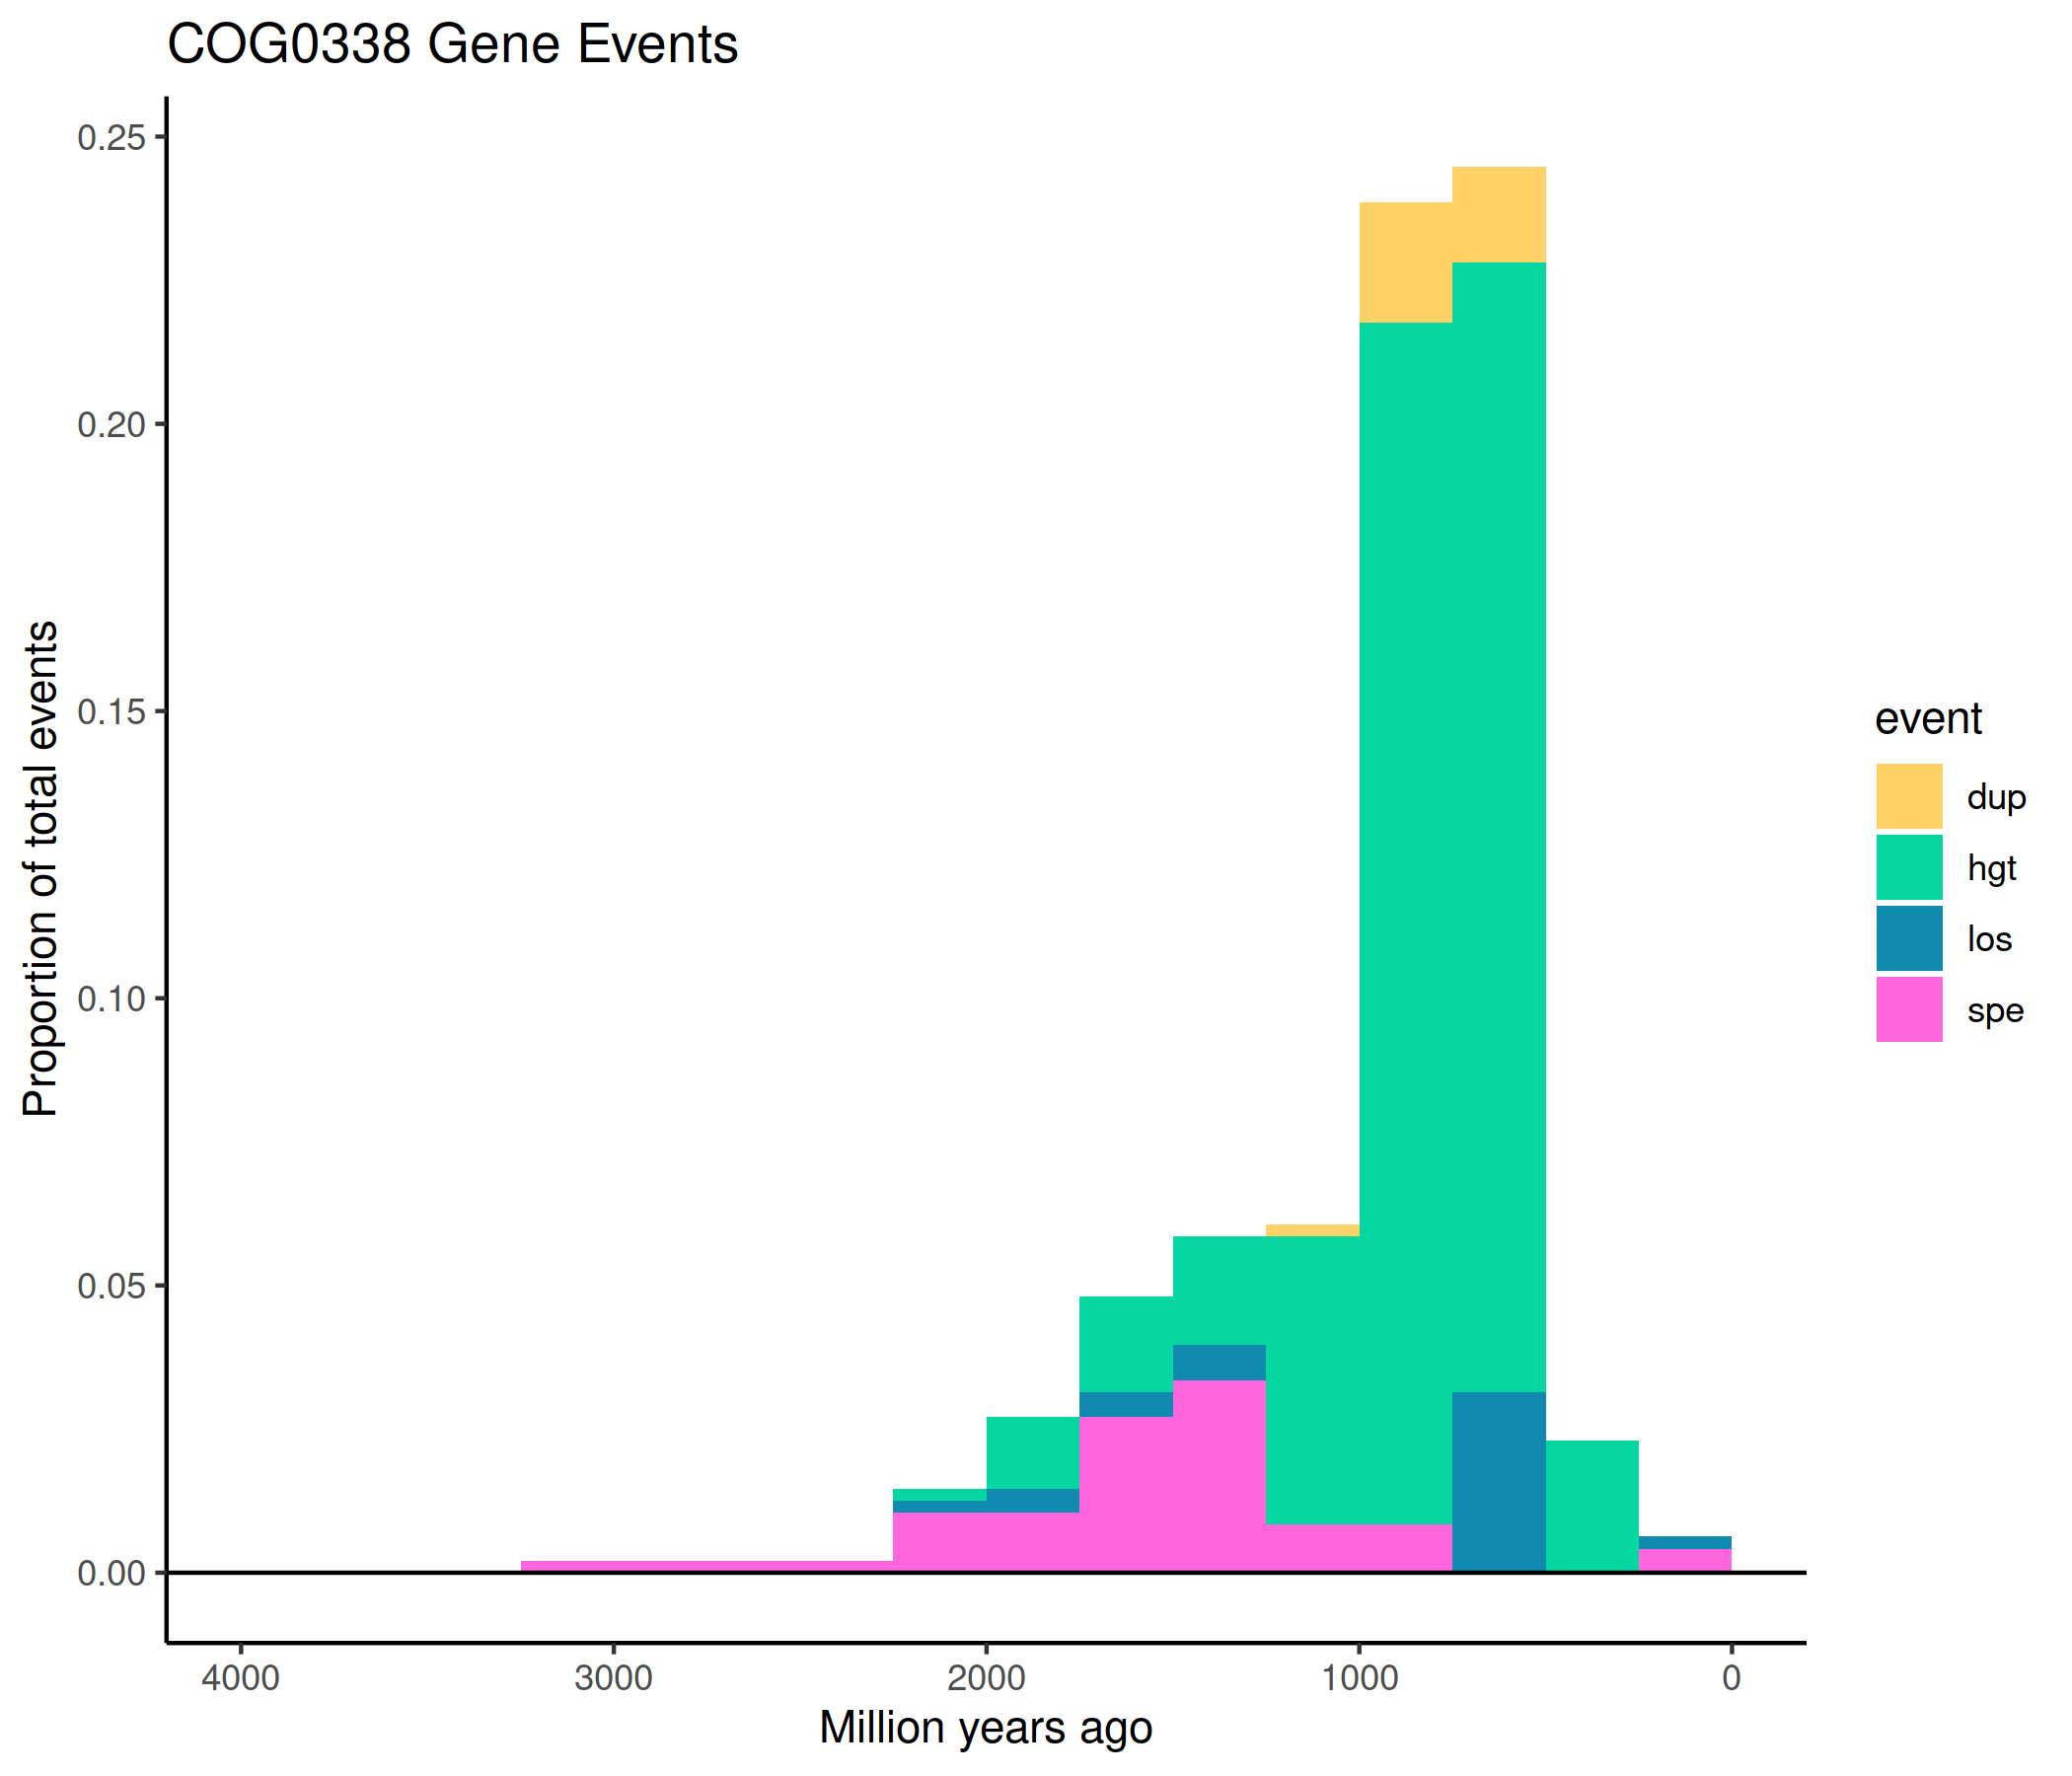 COG0338 Gene Events
Proportion of total events
0.25
0.20
0.15
0.10
0.05
0.00
4000 3000 2000 1000 0
Million years ago
event
dup
hgt
los
spe